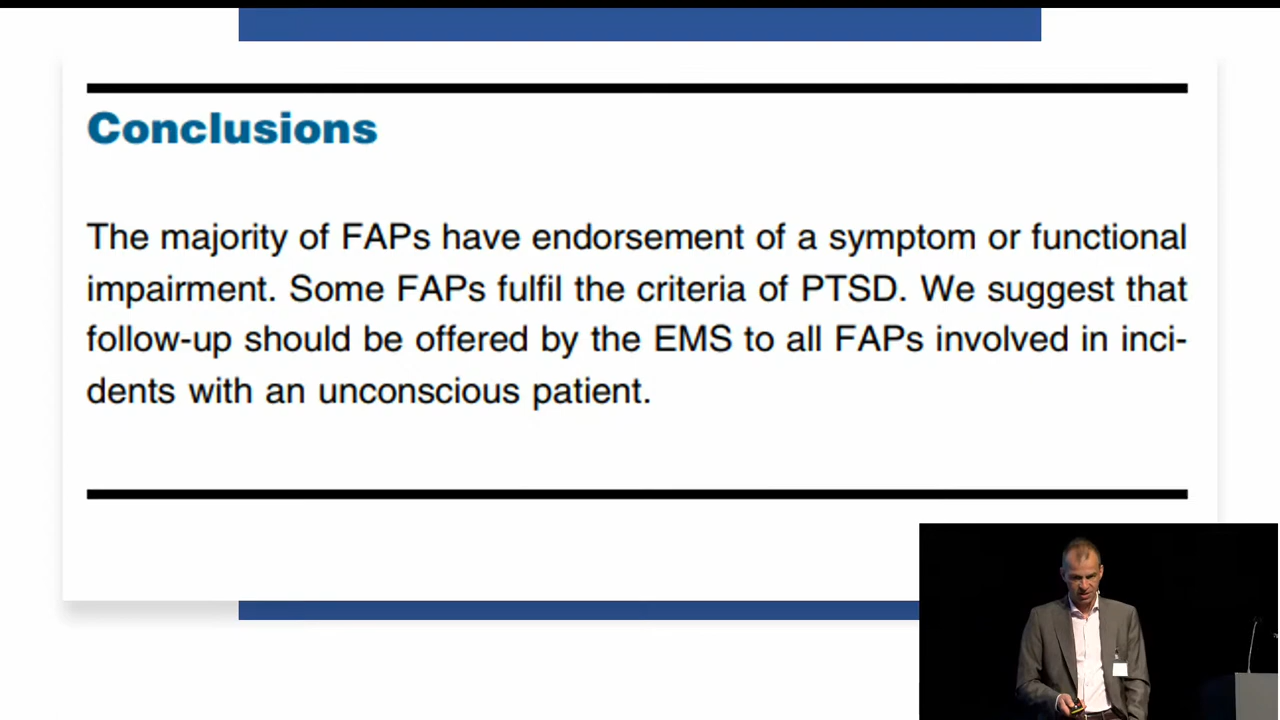 Conclusions
The majority of FAPs have endorsement of a symptom or functional
impairment. Some FAPs fulfil the criteria of PTSD. We suggest that
follow-up should be offered by the EMS to all FAPs involved in inci-
dents with an unconscious patient.